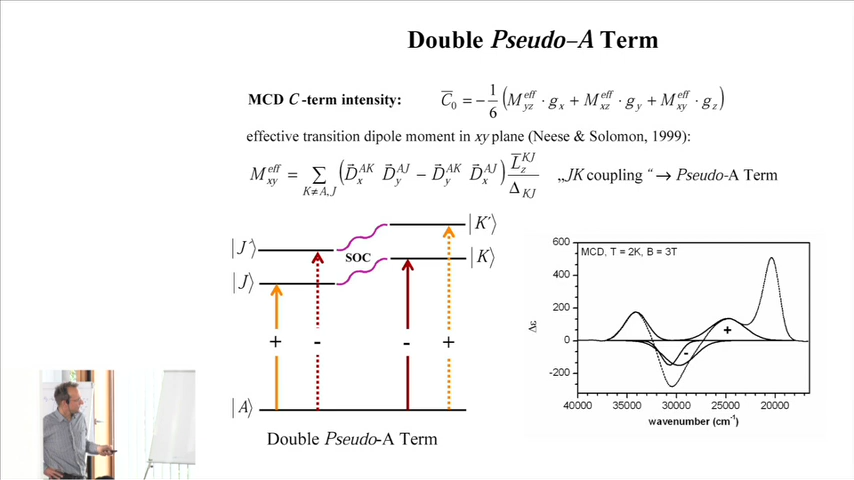 Double Pseudo–A Term
MCD C-term intensity: C̅₀ = −1/6 (M_yz^eff · g_x + M_xz^eff · g_y + M_xy^eff · g_z)
effective transition dipole moment in xy plane (Neese & Solomon, 1999):
M_xy^eff = ∑_{K≠A,J} (D⃗_x^AK D⃗_y^AJ − D⃗_y^AK D⃗_x^AJ) L̅_z^KJ / Δ_KJ „JK coupling “ → Pseudo-A Term
|J´⟩ |K´⟩
SOC
|J⟩ |K⟩
+ - - +
|A⟩
Double Pseudo-A Term
MCD, T = 2K, B = 3T
600
400
200
0
-200
Δε
+
-
40000 35000 30000 25000 20000
wavenumber (cm⁻¹)